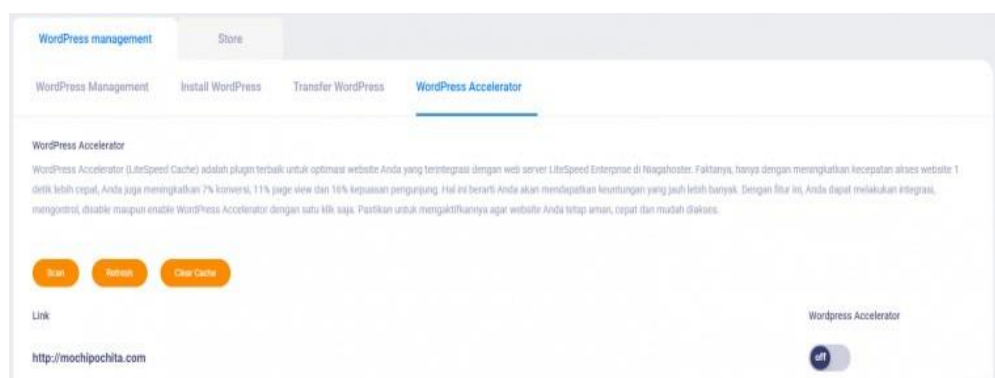 WordPress management Store
WordPress Management Install WordPress Transfer WordPress WordPress Accelerator
WordPress Accelerator
WordPress Accelerator (LiteSpeed Cache) adalah plugin terbaik untuk optimasi website Anda yang terintegrasi dengan web server LiteSpeed Enterprise di Niagahoster. Faktanya, hanya dengan meningkatkan kecepatan akses website 1
detik lebih cepat, Anda juga meningkatkan 7% konversi, 11% page view dan 16% kepuasan pengunjung. Hal ini berarti Anda akan mendapatkan keuntungan yang jauh lebih banyak. Dengan fitur ini, Anda dapat melakukan integrasi,
mengontrol, disable maupun enable WordPress Accelerator dengan satu klik saja. Pastikan untuk mengaktifkannya agar website Anda tetap aman, cepat dan mudah diakses.
Scan Refresh Clear Cache
Link Wordpress Accelerator
http://mochipochita.com off